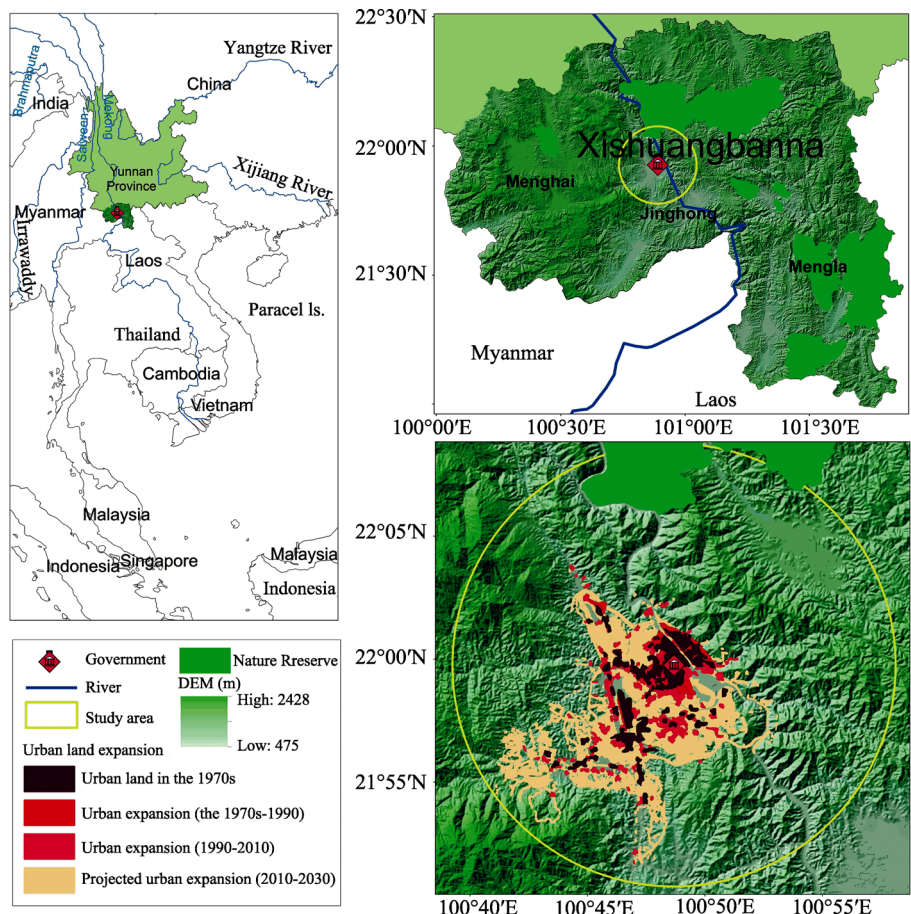 Yangtze River
China
Brahmaputra
India
Salween
Mekong
Yunnan
Province
Xijiang River
Myanmar
Irrawaddy
Laos
Paracel ls.
Thailand
Cambodia
Vietnam
Malaysia
Singapore
Indonesia
Malaysia
Indonesia
22°30′N
22°00′N
21°30′N
Xishuangbanna
Menghai
Jinghong
Mengla
Myanmar
Laos
100°00′E
100°30′E
101°00′E
101°30′E
Government
River
Study area
Nature Rreserve
DEM (m)
High: 2428
Low: 475
Urban land expansion
Urban land in the 1970s
Urban expansion (the 1970s-1990)
Urban expansion (1990-2010)
Projected urban expansion (2010-2030)
22°05′N
22°00′N
21°55′N
100°40′E
100°45′E
100°50′E
100°55′E